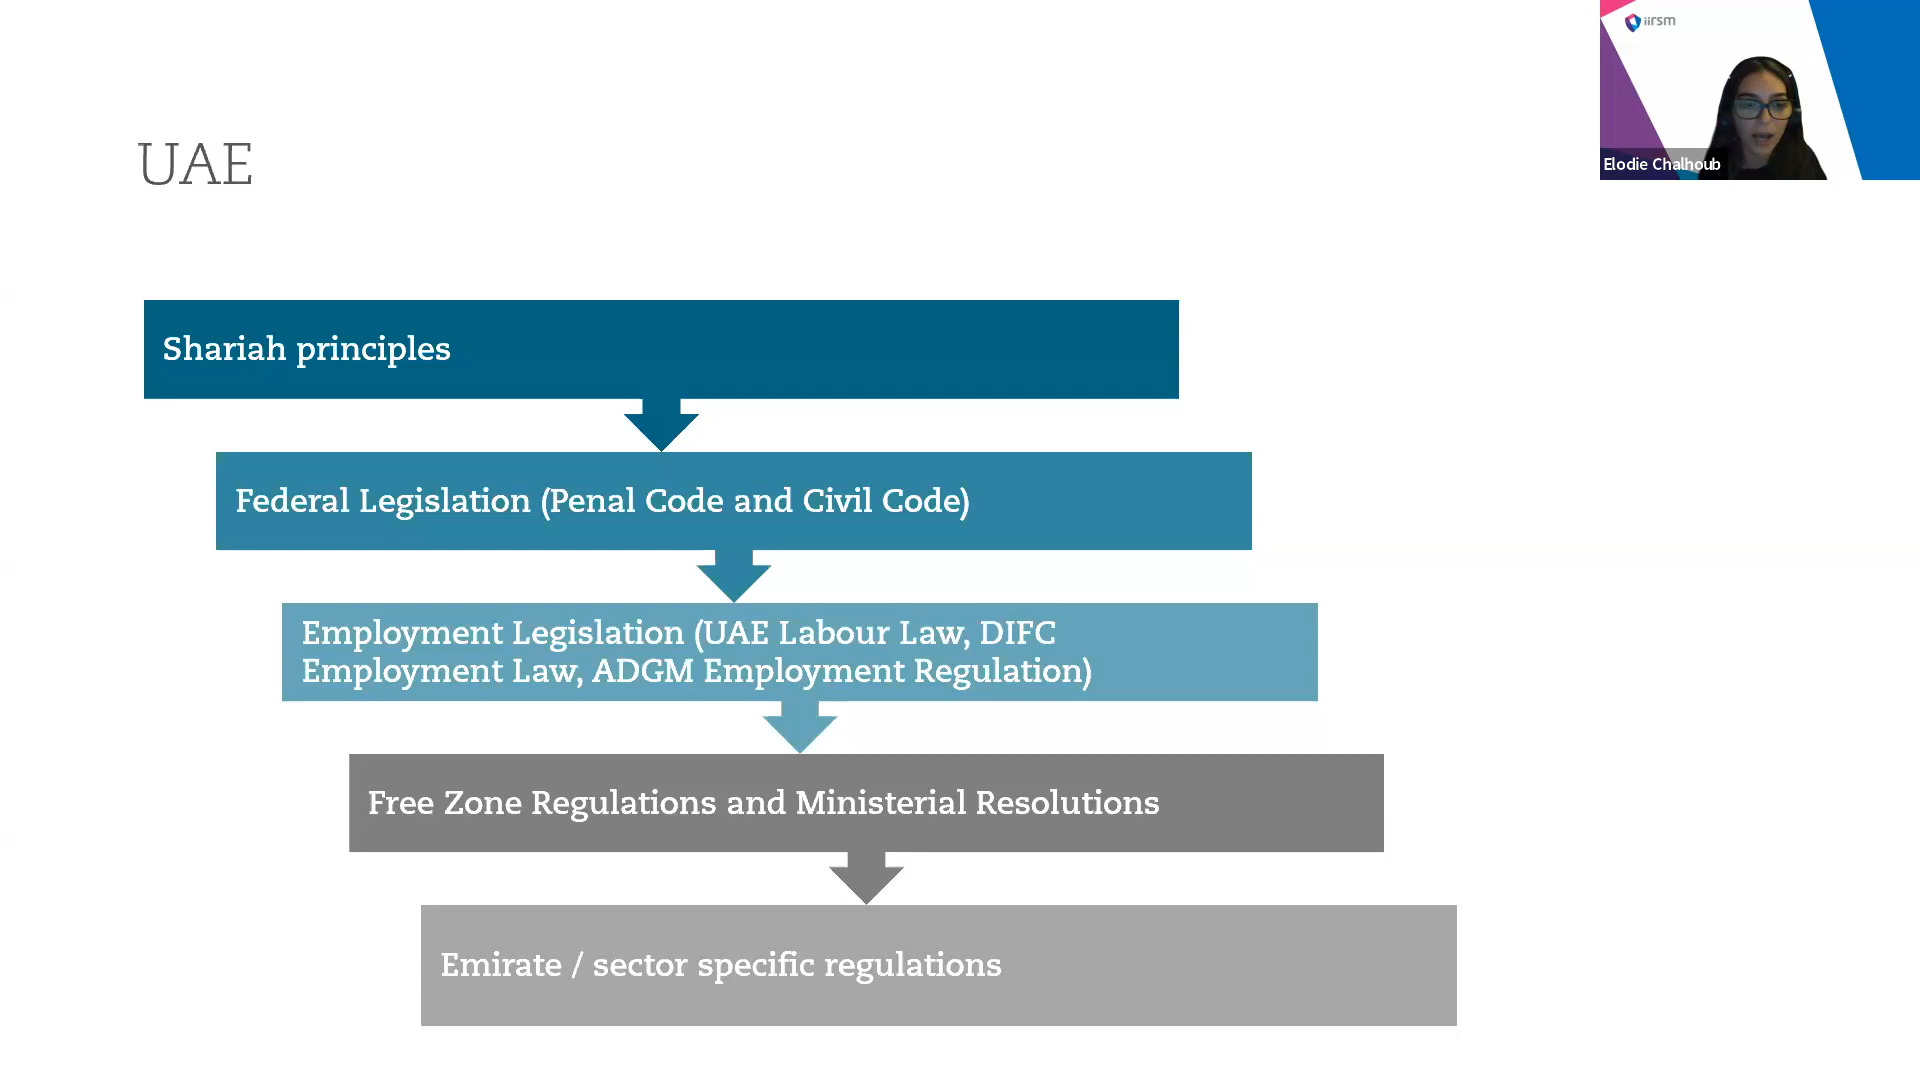 iirsm
Elodie Chalhoub
UAE
Shariah principles
Federal Legislation (Penal Code and Civil Code)
Employment Legislation (UAE Labour Law, DIFC
Employment Law, ADGM Employment Regulation)
Free Zone Regulations and Ministerial Resolutions
Emirate / sector specific regulations